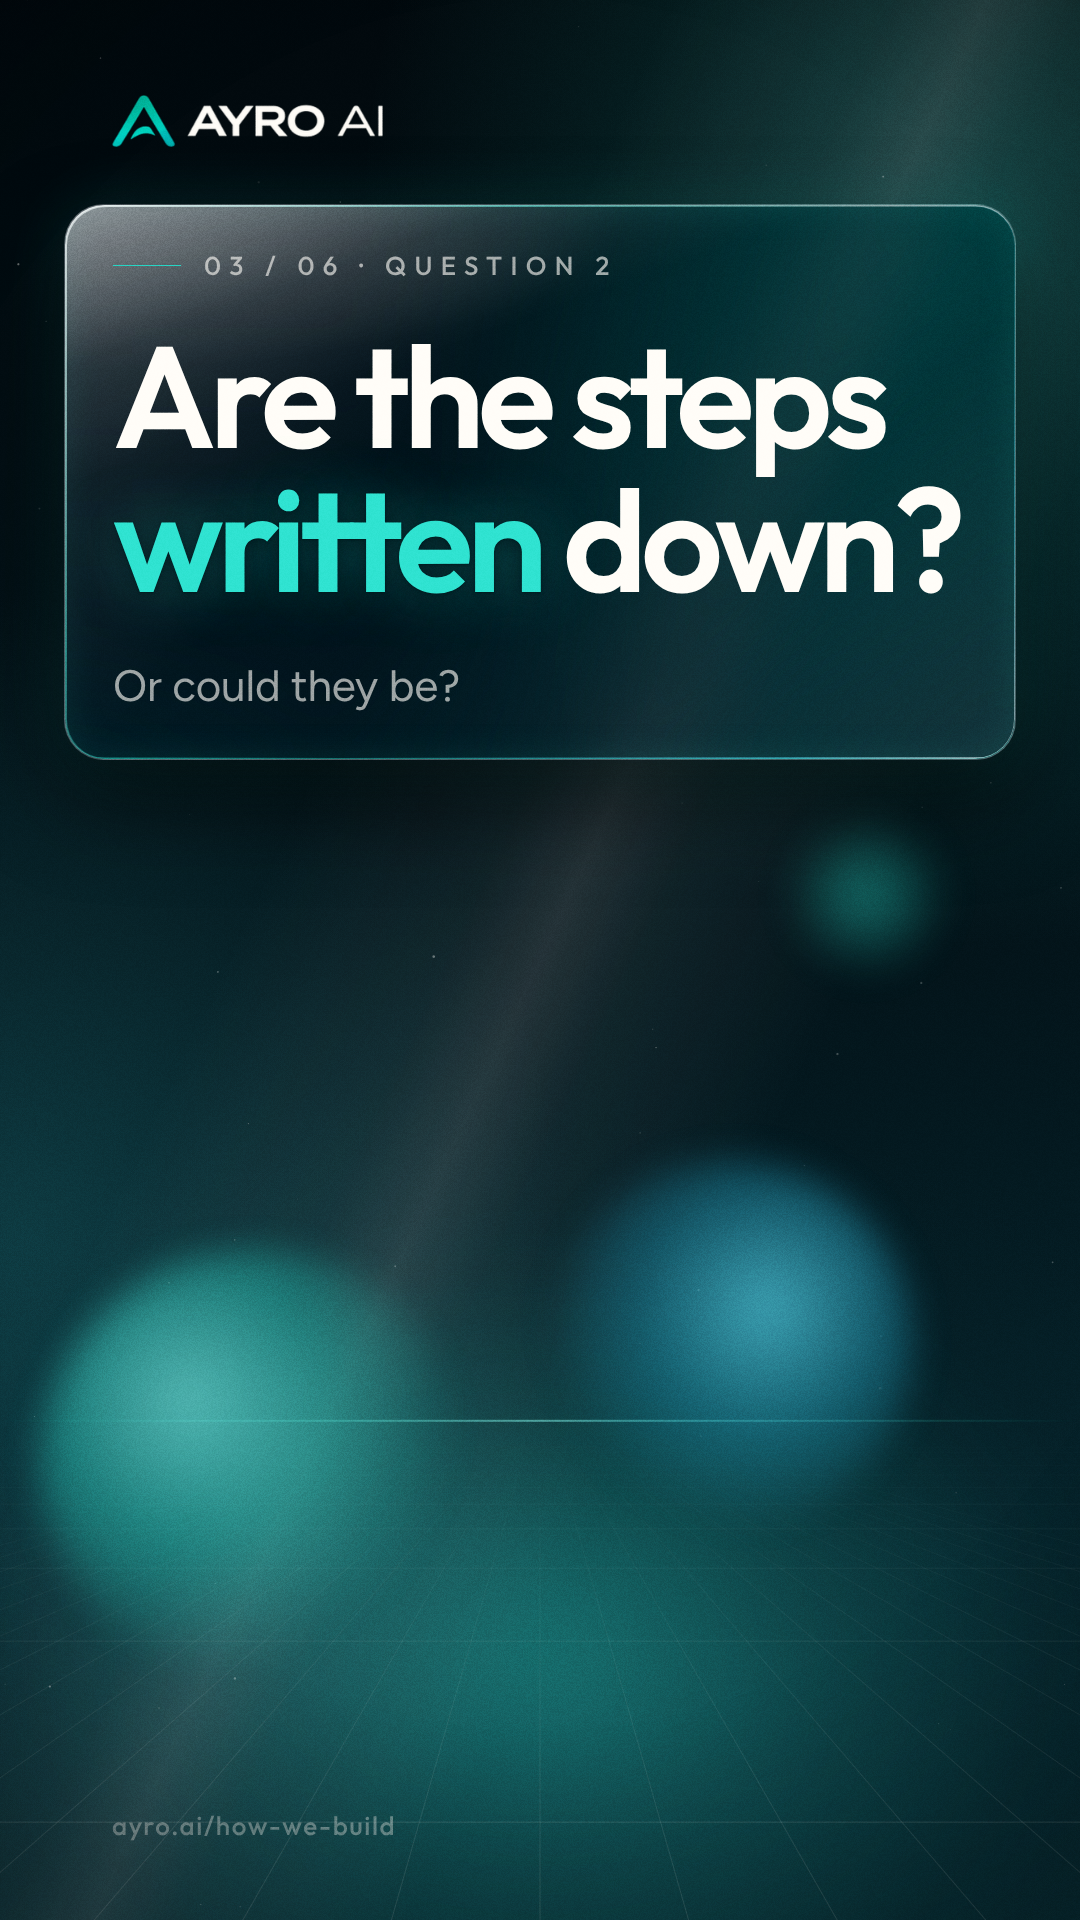 AYRO AI
03 / 06 · QUESTION 2
Are the steps
written down?
Or could they be?
ayro.ai/how-we-build